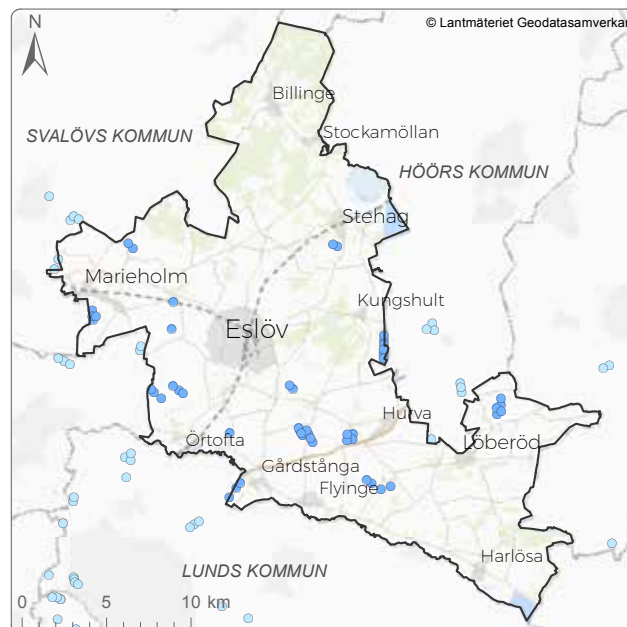 © Lantmäteriet Geodatasamverkan
N
Billinge
SVALÖVS KOMMUN
Stockamöllan
HÖÖRS KOMMUN
Stehag
Marieholm
Kungshult
Eslöv
Hurva
Örtofta
Löberöd
Gårdstånga
Flyinge
Harlösa
LUNDS KOMMUN
0 5 10 km